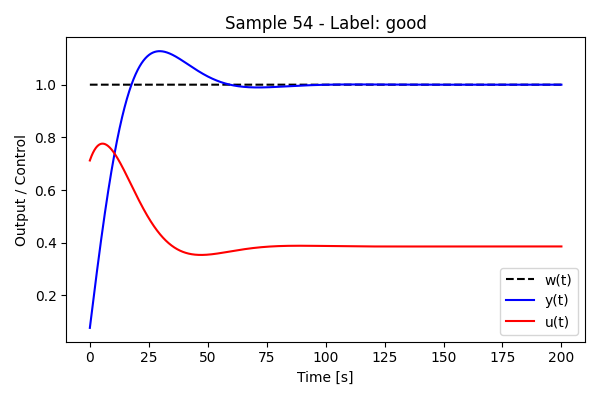 Sample 54 - Label: good
Output / Control
1.0
0.8
0.6
0.4
0.2
w(t)
y(t)
u(t)
0 25 50 75 100 125 150 175 200
Time [s]